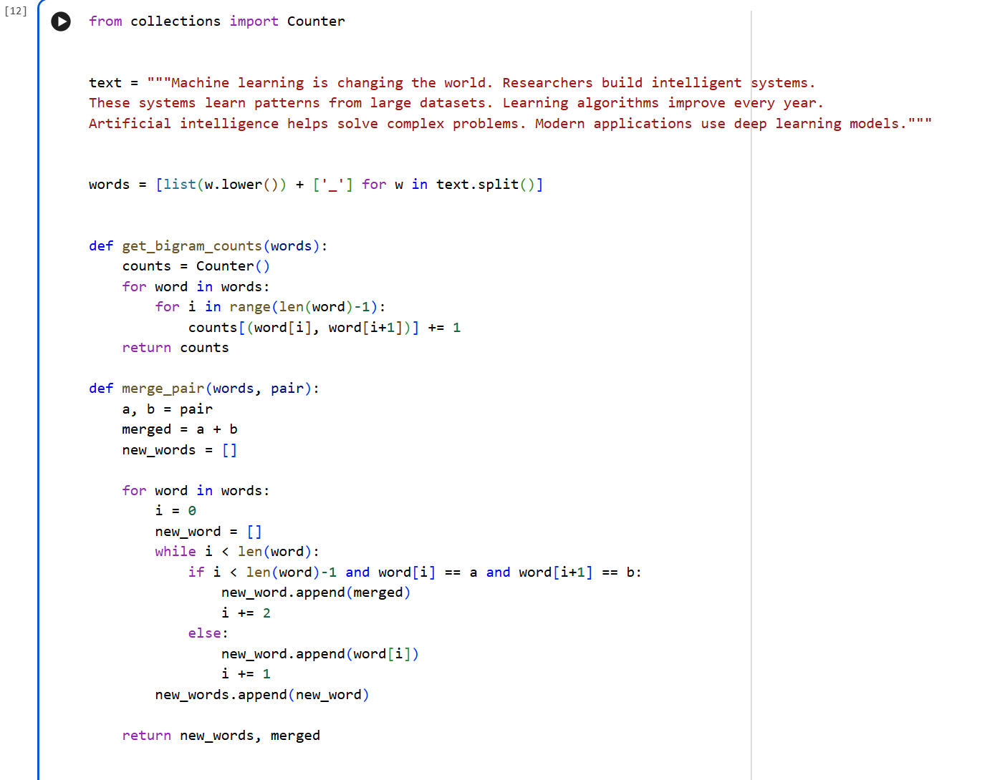 [12]
from collections import Counter
text = """Machine learning is changing the world. Researchers build intelligent systems.
These systems learn patterns from large datasets. Learning algorithms improve every year.
Artificial intelligence helps solve complex problems. Modern applications use deep learning models."""
words = [list(w.lower()) + ['_'] for w in text.split()]
def get_bigram_counts(words):
    counts = Counter()
    for word in words:
        for i in range(len(word)-1):
            counts[(word[i], word[i+1])] += 1
    return counts
def merge_pair(words, pair):
    a, b = pair
    merged = a + b
    new_words = []
    for word in words:
        i = 0
        new_word = []
        while i < len(word):
            if i < len(word)-1 and word[i] == a and word[i+1] == b:
                new_word.append(merged)
                i += 2
            else:
                new_word.append(word[i])
                i += 1
        new_words.append(new_word)
    return new_words, merged